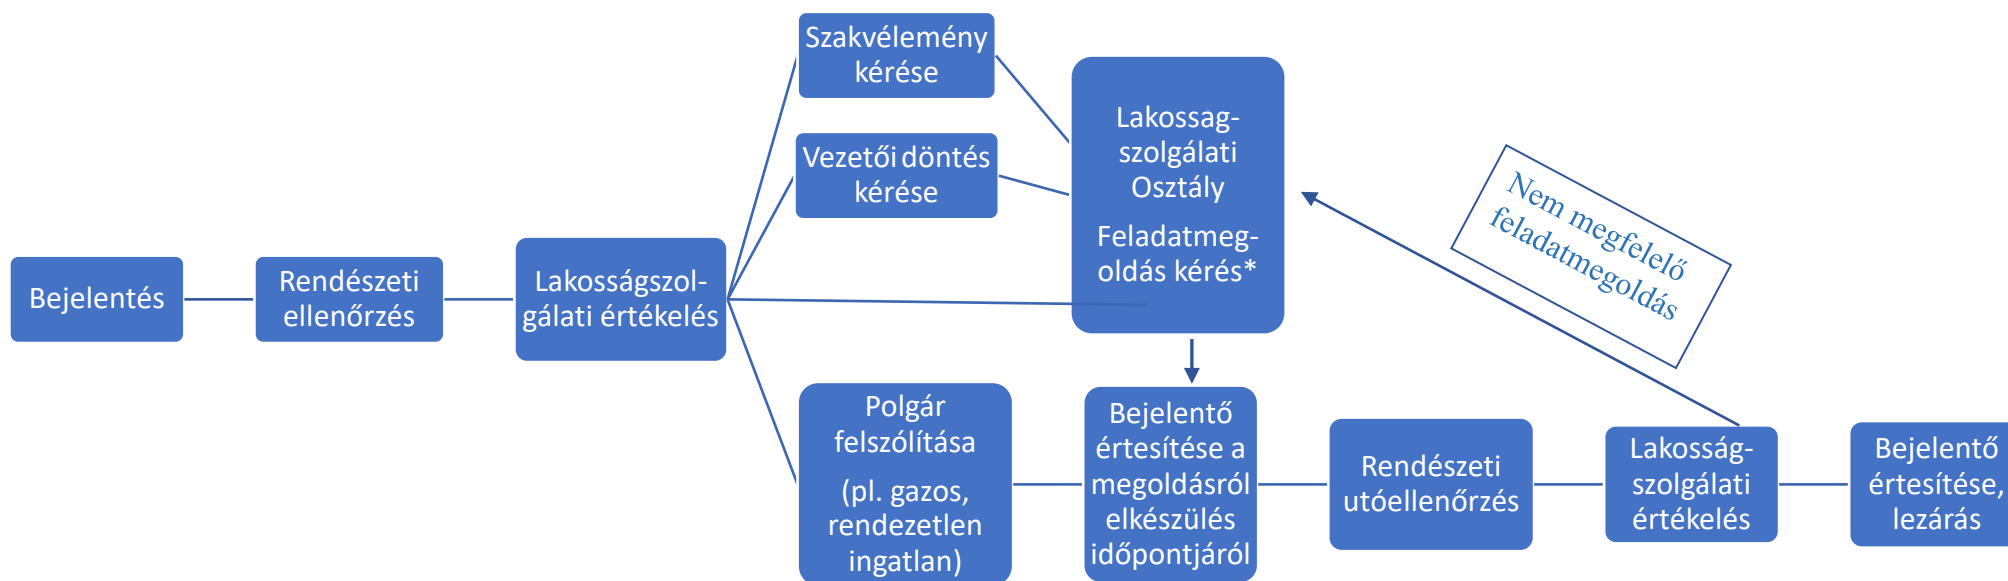 Szakvélemény
kérése
Vezetői döntés
kérése
Lakossag-
szolgálati
Osztály
Feladatmeg-
oldás kérés*
Nem megfelelő
feladatmegoldás
Bejelentés
Rendészeti
ellenőrzés
Lakosságszol-
gálati értékelés
Polgár
felszólítása
(pl. gazos,
rendezetlen
ingatlan)
Bejelentő
értesítése a
megoldásról
elkészülés
időpontjáról
Rendészeti
utóellenőrzés
Lakosság-
szolgálati
értékelés
Bejelentő
értesítése,
lezárás